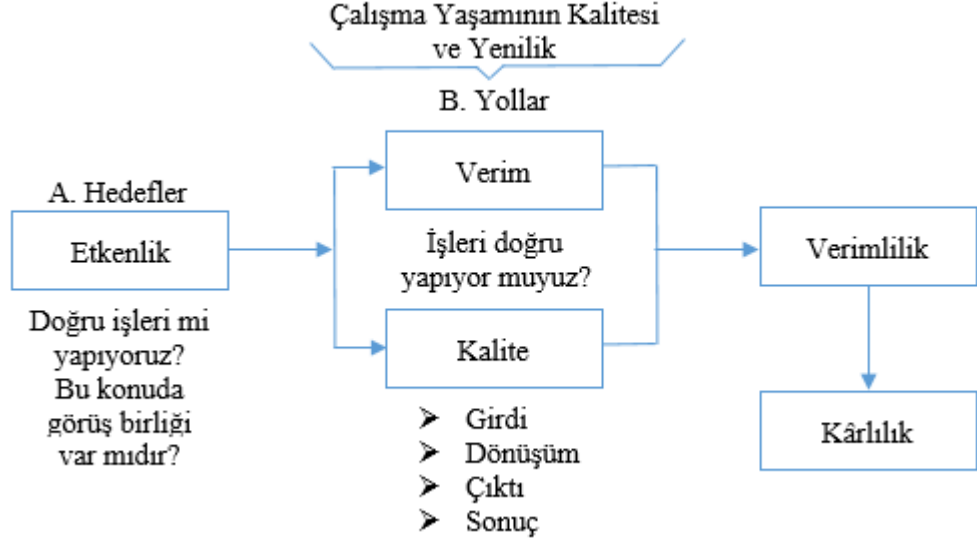 Çalışma Yaşamının Kalitesi
ve Yenilik
B. Yollar
A. Hedefler
Etkenlik
Doğru işleri mi
yapıyoruz?
Bu konuda
görüş birliği
var mıdır?
Verim
İşleri doğru
yapıyor muyuz?
Kalite
➢ Girdi
➢ Dönüşüm
➢ Çıktı
➢ Sonuç
Verimlilik
Kârlılık